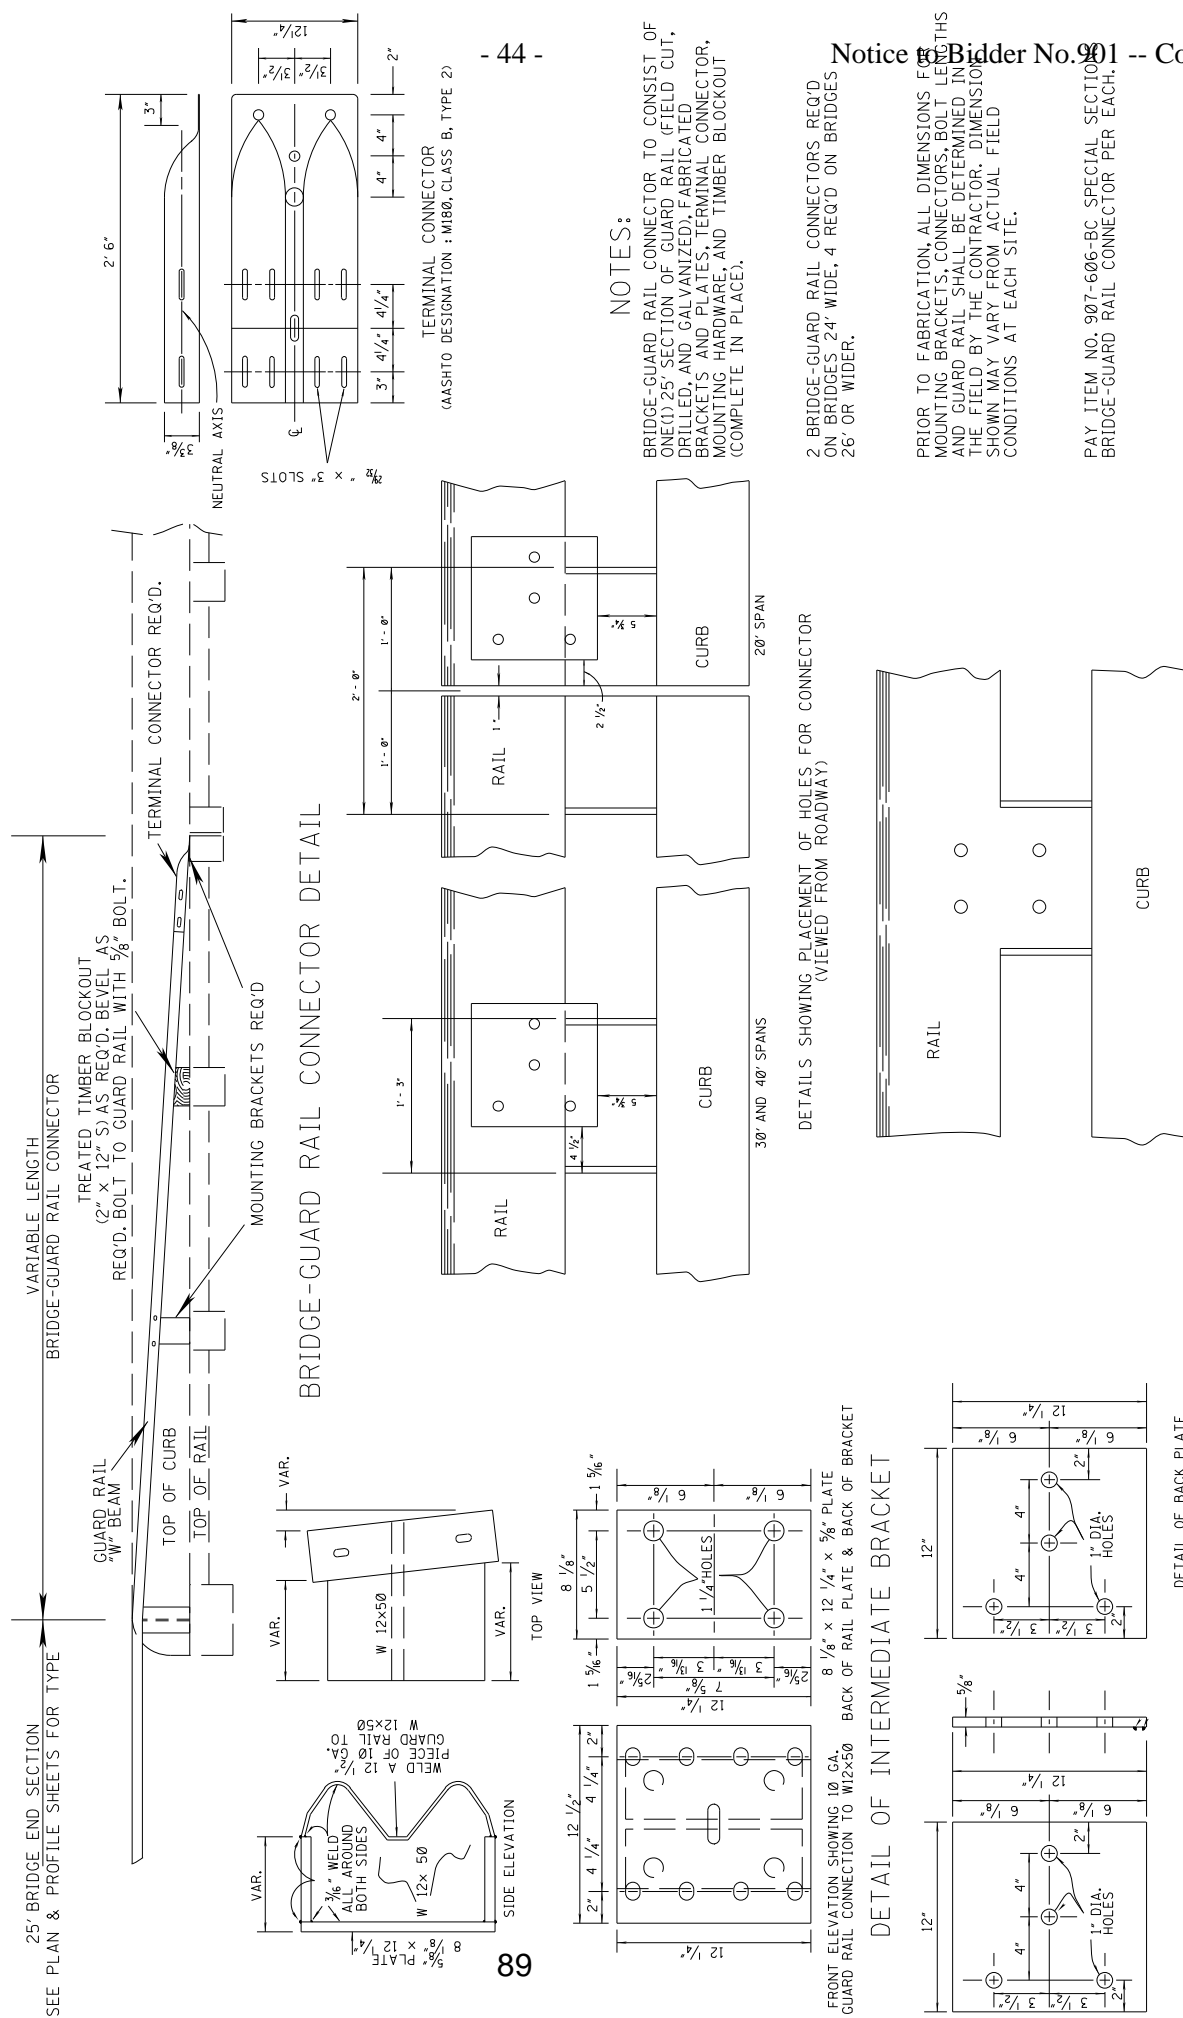 - 44 -
Notice to Bidder No.901 -- Co
25' BRIDGE END SECTION
SEE PLAN & PROFILE SHEETS FOR TYPE
VARIABLE LENGTH
BRIDGE-GUARD RAIL CONNECTOR
GUARD RAIL
"W" BEAM
TOP OF CURB
TOP OF RAIL
TREATED TIMBER BLOCKOUT
(2" x 12" S) AS REQ'D. BEVEL AS
REQ'D. BOLT TO GUARD RAIL WITH 5/8" BOLT.
TERMINAL CONNECTOR REQ'D.
MOUNTING BRACKETS REQ'D
BRIDGE-GUARD RAIL CONNECTOR DETAIL
2' 6"
3"
3 3/8"
NEUTRAL AXIS
12 1/4"
3 1/2"
3 1/2"
2"
4"
4"
4 1/4"
4 1/4"
3"
℄
29/32 " x 3" SLOTS
TERMINAL CONNECTOR
(AASHTO DESIGNATION : M180, CLASS B, TYPE 2)
NOTES:
BRIDGE-GUARD RAIL CONNECTOR TO CONSIST OF
ONE(1) 25' SECTION OF GUARD RAIL (FIELD CUT,
DRILLED, AND GALVANIZED), FABRICATED
BRACKETS AND PLATES, TERMINAL CONNECTOR,
MOUNTING HARDWARE, AND TIMBER BLOCKOUT
(COMPLETE IN PLACE).
2 BRIDGE-GUARD RAIL CONNECTORS REQ'D
ON BRIDGES 24' WIDE, 4 REQ'D ON BRIDGES
26' OR WIDER.
PRIOR TO FABRICATION, ALL DIMENSIONS FOR
MOUNTING BRACKETS, CONNECTORS, BOLT LENGTHS
AND GUARD RAIL SHALL BE DETERMINED IN
THE FIELD BY THE CONTRACTOR. DIMENSION
SHOWN MAY VARY FROM ACTUAL FIELD
CONDITIONS AT EACH SITE.
PAY ITEM NO. 907-606-BC SPECIAL SECTIONS
BRIDGE-GUARD RAIL CONNECTOR PER EACH.
2' - 0"
1' - 0"
1' - 0"
RAIL
1"
2 1/2"
5 3/4"
CURB
20' SPAN
1' - 3"
RAIL
4 1/2"
5 3/4"
CURB
30' AND 40' SPANS
DETAILS SHOWING PLACEMENT OF HOLES FOR CONNECTOR
(VIEWED FROM ROADWAY)
RAIL
CURB
VAR.
3/16" WELD
ALL AROUND
BOTH SIDES
W 12x 50
WELD A 12 1/2"
PIECE OF 10 GA.
GUARD RAIL TO
W 12x50
5/8" PLATE
8 1/8" x 12 1/4"
SIDE ELEVATION
VAR.
VAR.
VAR.
W 12x50
TOP VIEW
12 1/2"
2"
4 1/4"
4 1/4"
2"
12 1/4"
FRONT ELEVATION SHOWING 10 GA.
GUARD RAIL CONNECTION TO W12x50
8 1/8"
5 1/2"
1 5/16"
1 5/16"
6 1/8"
6 1/8"
1 1/4"HOLES
2 5/16"
3 13/16 "
3 13/16 "
2 5/16"
7 5/8"
12 1/4"
8 1/8" x 12 1/4" x 5/8" PLATE
BACK OF RAIL PLATE & BACK OF BRACKET
DETAIL OF INTERMEDIATE BRACKET
12"
6 1/8"
6 1/8"
12 1/4"
2"
4"
4"
3 1/2"
3 1/2"
2"
1" DIA.
HOLES
5/8"
12"
6 1/8"
6 1/8"
12 1/4"
2"
4"
4"
3 1/2"
3 1/2"
2"
1" DIA.
HOLES
DETAIL OF BACK PLATE
89